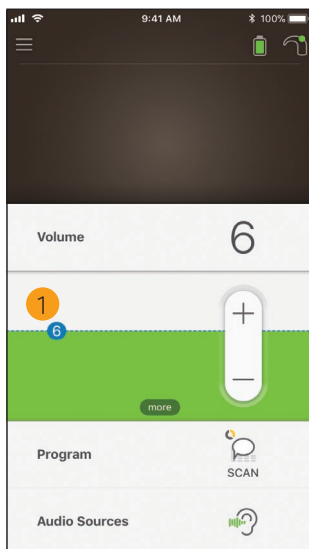 9:41 AM 100%
Volume 6
1
6
+
−
more
Program
SCAN
Audio Sources